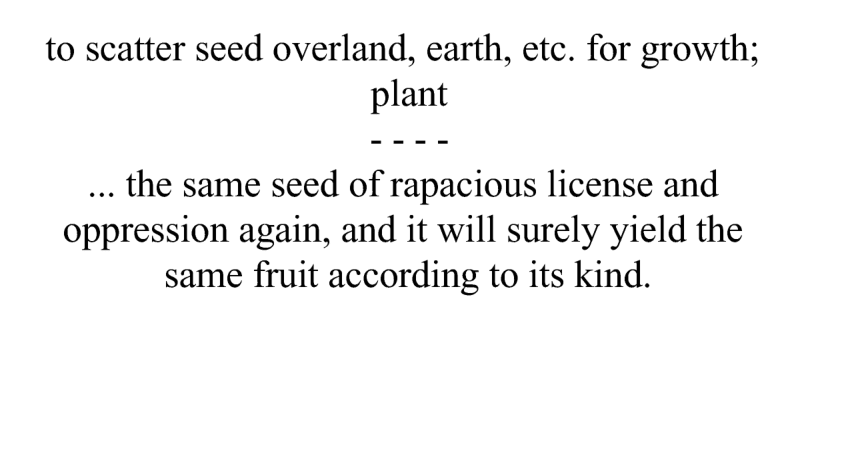 to scatter seed overland, earth, etc. for growth;
plant
- - - -
... the same seed of rapacious license and
oppression again, and it will surely yield the
same fruit according to its kind.